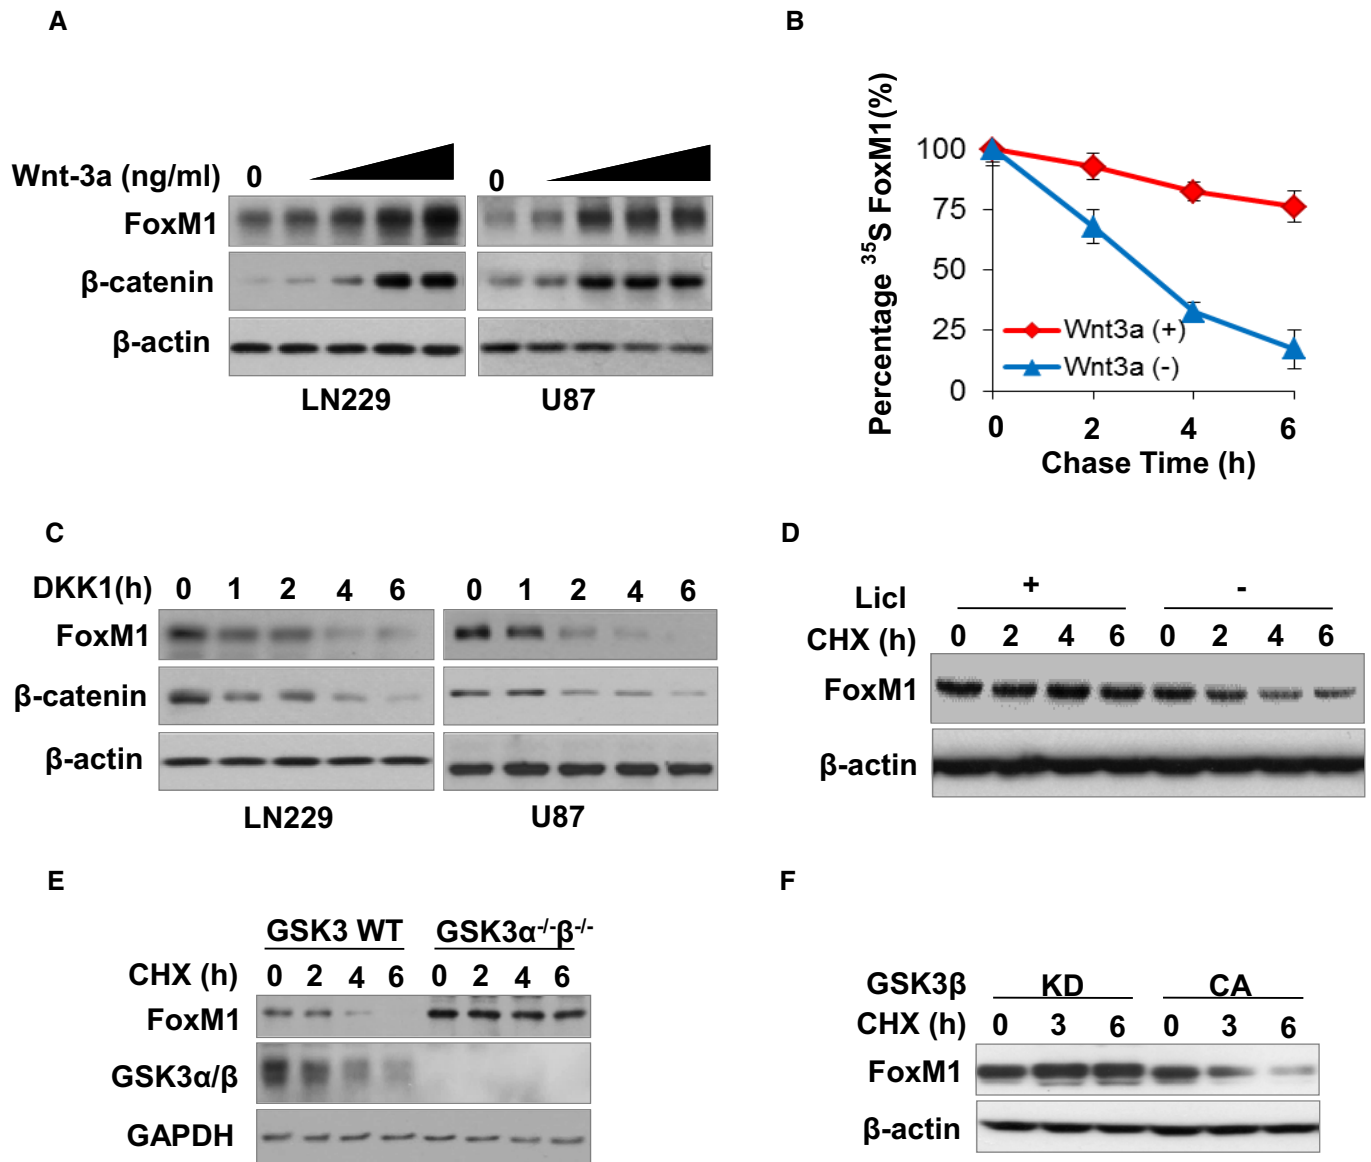 A
Wnt-3a (ng/ml) 0 0
FoxM1
β-catenin
β-actin
LN229 U87
B
Percentage ³⁵S FoxM1(%)
100
75
50
25
0
Wnt3a (+)
Wnt3a (-)
0 2 4 6
Chase Time (h)
C
DKK1(h) 0 1 2 4 6 0 1 2 4 6
FoxM1
β-catenin
β-actin
LN229 U87
D
Licl + -
CHX (h) 0 2 4 6 0 2 4 6
FoxM1
β-actin
E
GSK3 WT GSK3α⁻/⁻β⁻/⁻
CHX (h) 0 2 4 6 0 2 4 6
FoxM1
GSK3α/β
GAPDH
F
GSK3β KD CA
CHX (h) 0 3 6 0 3 6
FoxM1
β-actin